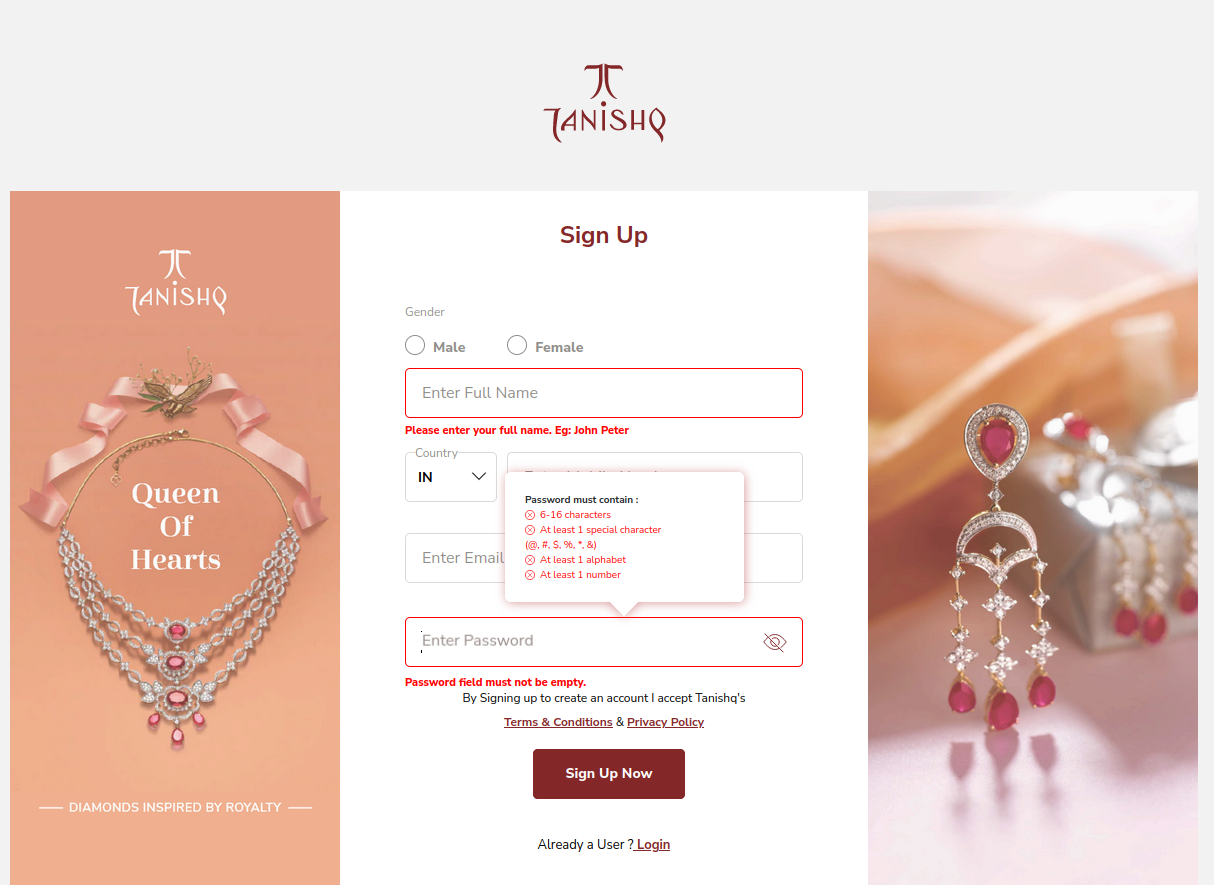 TANISHQ
TANISHQ
Queen
Of
Hearts
DIAMONDS INSPIRED BY ROYALTY
Sign Up
Gender
Male Female
Enter Full Name
Please enter your full name. Eg: John Peter
Country
IN
Enter Email
Password must contain :
6-16 characters
At least 1 special character
(@, #, $, %, *, &)
At least 1 alphabet
At least 1 number
Enter Password
Password field must not be empty.
By Signing up to create an account I accept Tanishq's
Terms & Conditions & Privacy Policy
Sign Up Now
Already a User ? Login